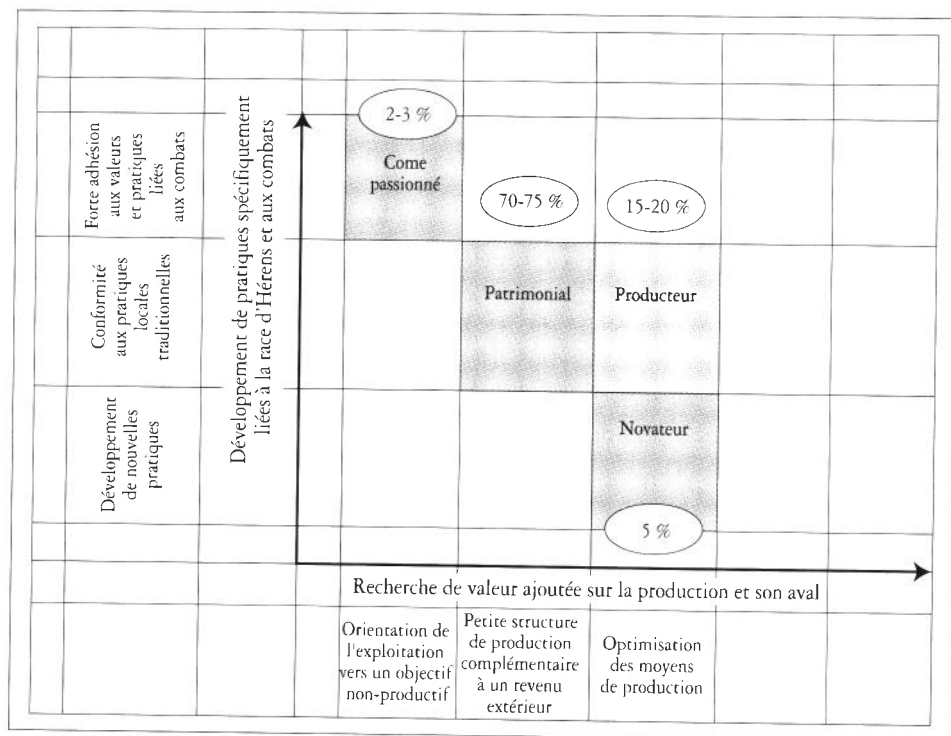 Forte adhésion
aux valeurs
et pratiques
liées
aux combats
Conformité
aux pratiques
locales
traditionnelles
Développement
de nouvelles
pratiques
Développement de pratiques spécifiquement
liées à la race d'Hérens et aux combats
2-3 %
Come
passionné
70-75 %
15-20 %
Patrimonial
Producteur
Novateur
5 %
Recherche de valeur ajoutée sur la production et son aval
Orientation de
l'exploitation
vers un objectif
non-productif
Petite structure
de production
complémentaire
à un revenu
extérieur
Optimisation
des moyens
de production